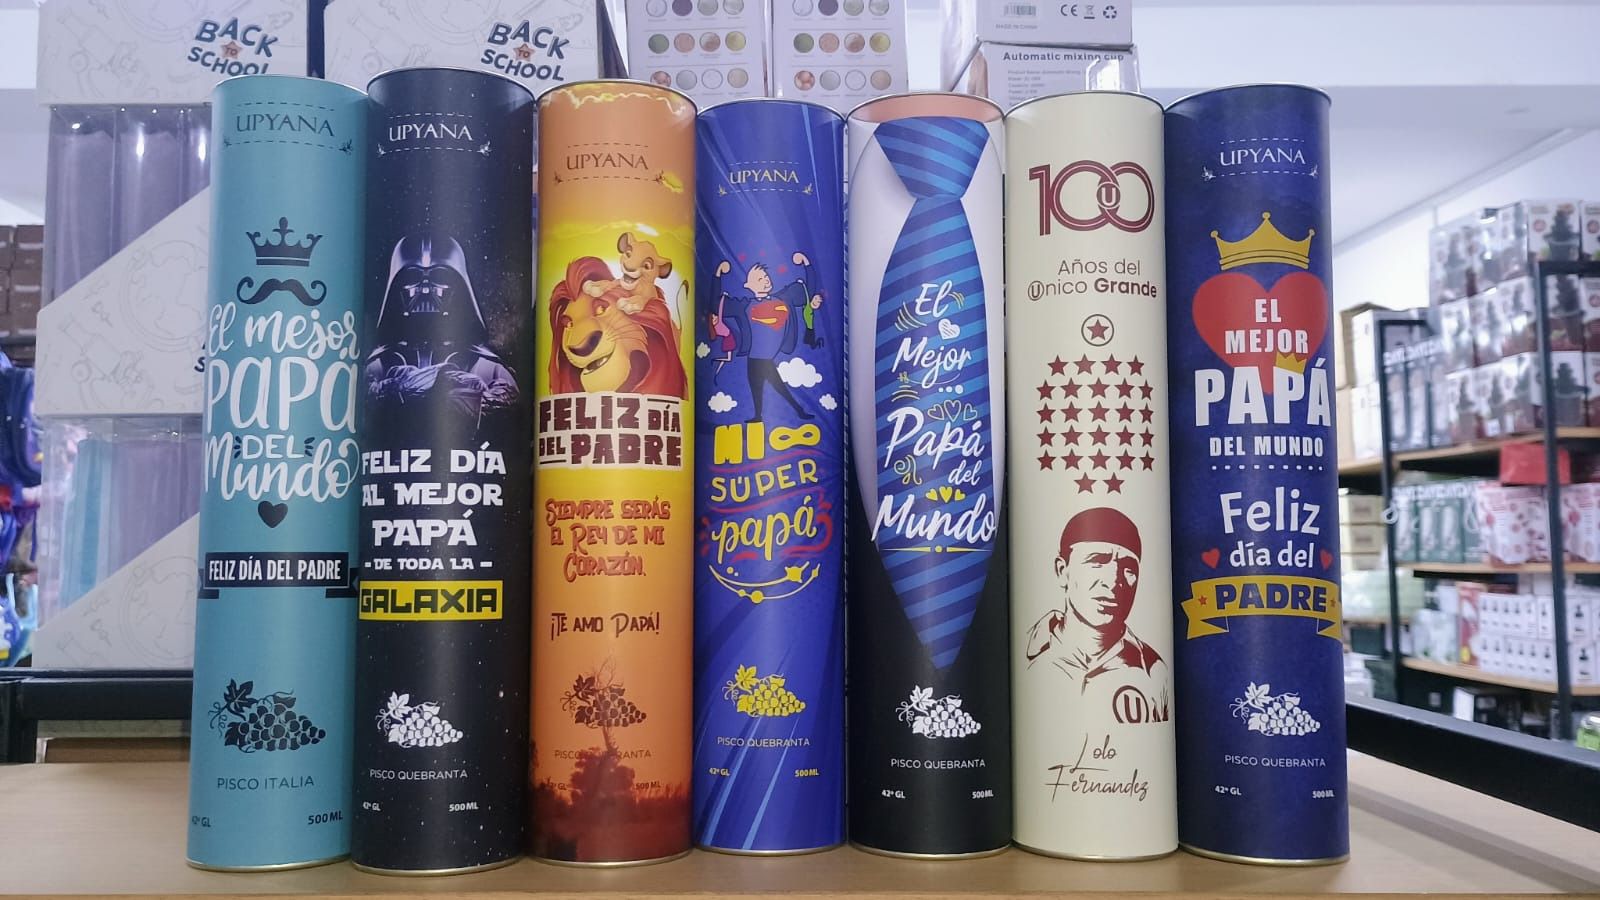 BACK
TO
SCHOOL
BACK
TO
SCHOOL
Automatic mixing cup
UPYANA
El mejor
PAPÁ
DEL
Mundo
FELIZ DÍA DEL PADRE
PISCO ITALIA
42° GL
500 ML
UPYANA
FELIZ DÍA
AL MEJOR
PAPÁ
- DE TODA LA -
GALAXIA
PISCO QUEBRANTA
42° GL
500 ML
UPYANA
FELIZ DÍA
DEL PADRE
SIEMPRE SERÁS
EL REY DE MI
CORAZÓN.
¡TE AMO PAPÁ!
PISCO QUEBRANTA
42° GL
500 ML
UPYANA
MI
SÚPER
papá
PISCO QUEBRANTA
42° GL
500 ML
El
Mejor
...
Papá
del
Mundo
PISCO QUEBRANTA
42° GL
500ML
100
U
Años del
Único Grande
U
Lolo
Fernandez
UPYANA
EL
MEJOR
PAPÁ
DEL MUNDO
Feliz
día del
PADRE
PISCO QUEBRANTA
42° GL
500 ML